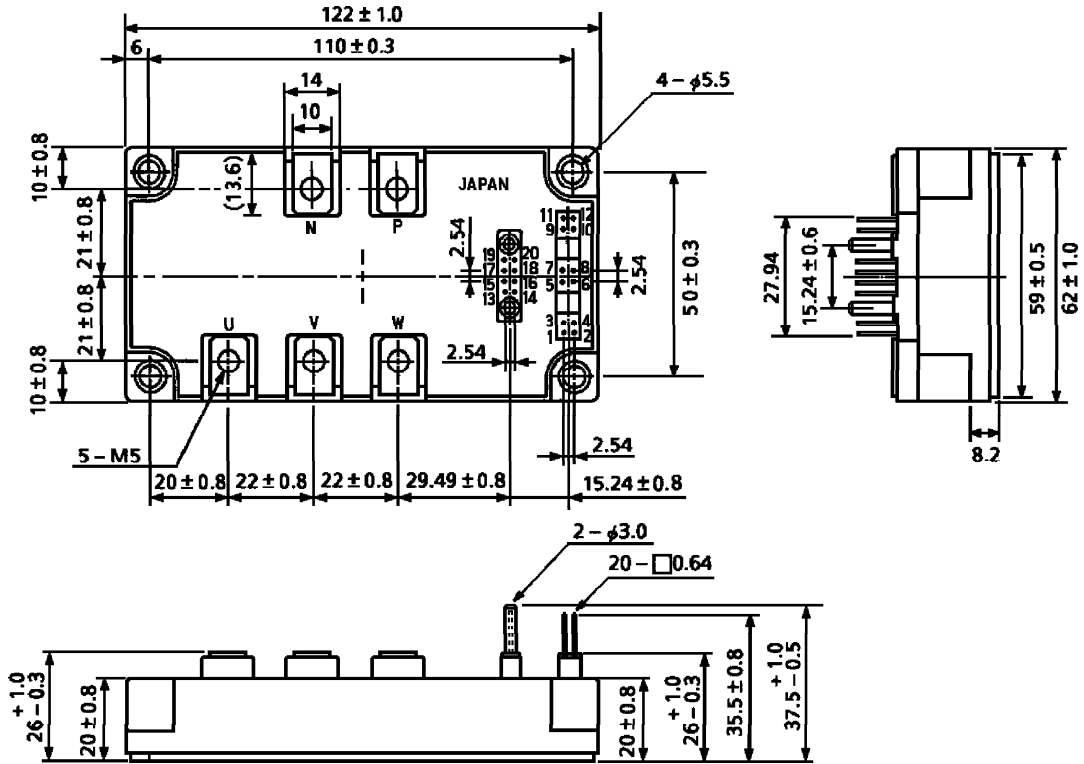 122 ± 1.0
6
110 ± 0.3
14
10
4 – ϕ5.5
10 ± 0.8
(13.6)
JAPAN
N
P
11 12
9 10
21 ± 0.8
2.54
19 20
17 18
15 16
13 14
7 8
5 6
2.54
50 ± 0.3
27.94
15.24 ± 0.6
59 ± 0.5
62 ± 1.0
21 ± 0.8
U
V
W
3 4
1 2
2.54
10 ± 0.8
5 – M5
2.54
8.2
20 ± 0.8
22 ± 0.8
22 ± 0.8
29.49 ± 0.8
15.24 ± 0.8
2 – ϕ3.0
20 – □0.64
+ 1.0
26 – 0.3
20 ± 0.8
20 ± 0.8
+ 1.0
26 – 0.3
35.5 ± 0.8
+ 1.0
37.5 – 0.5